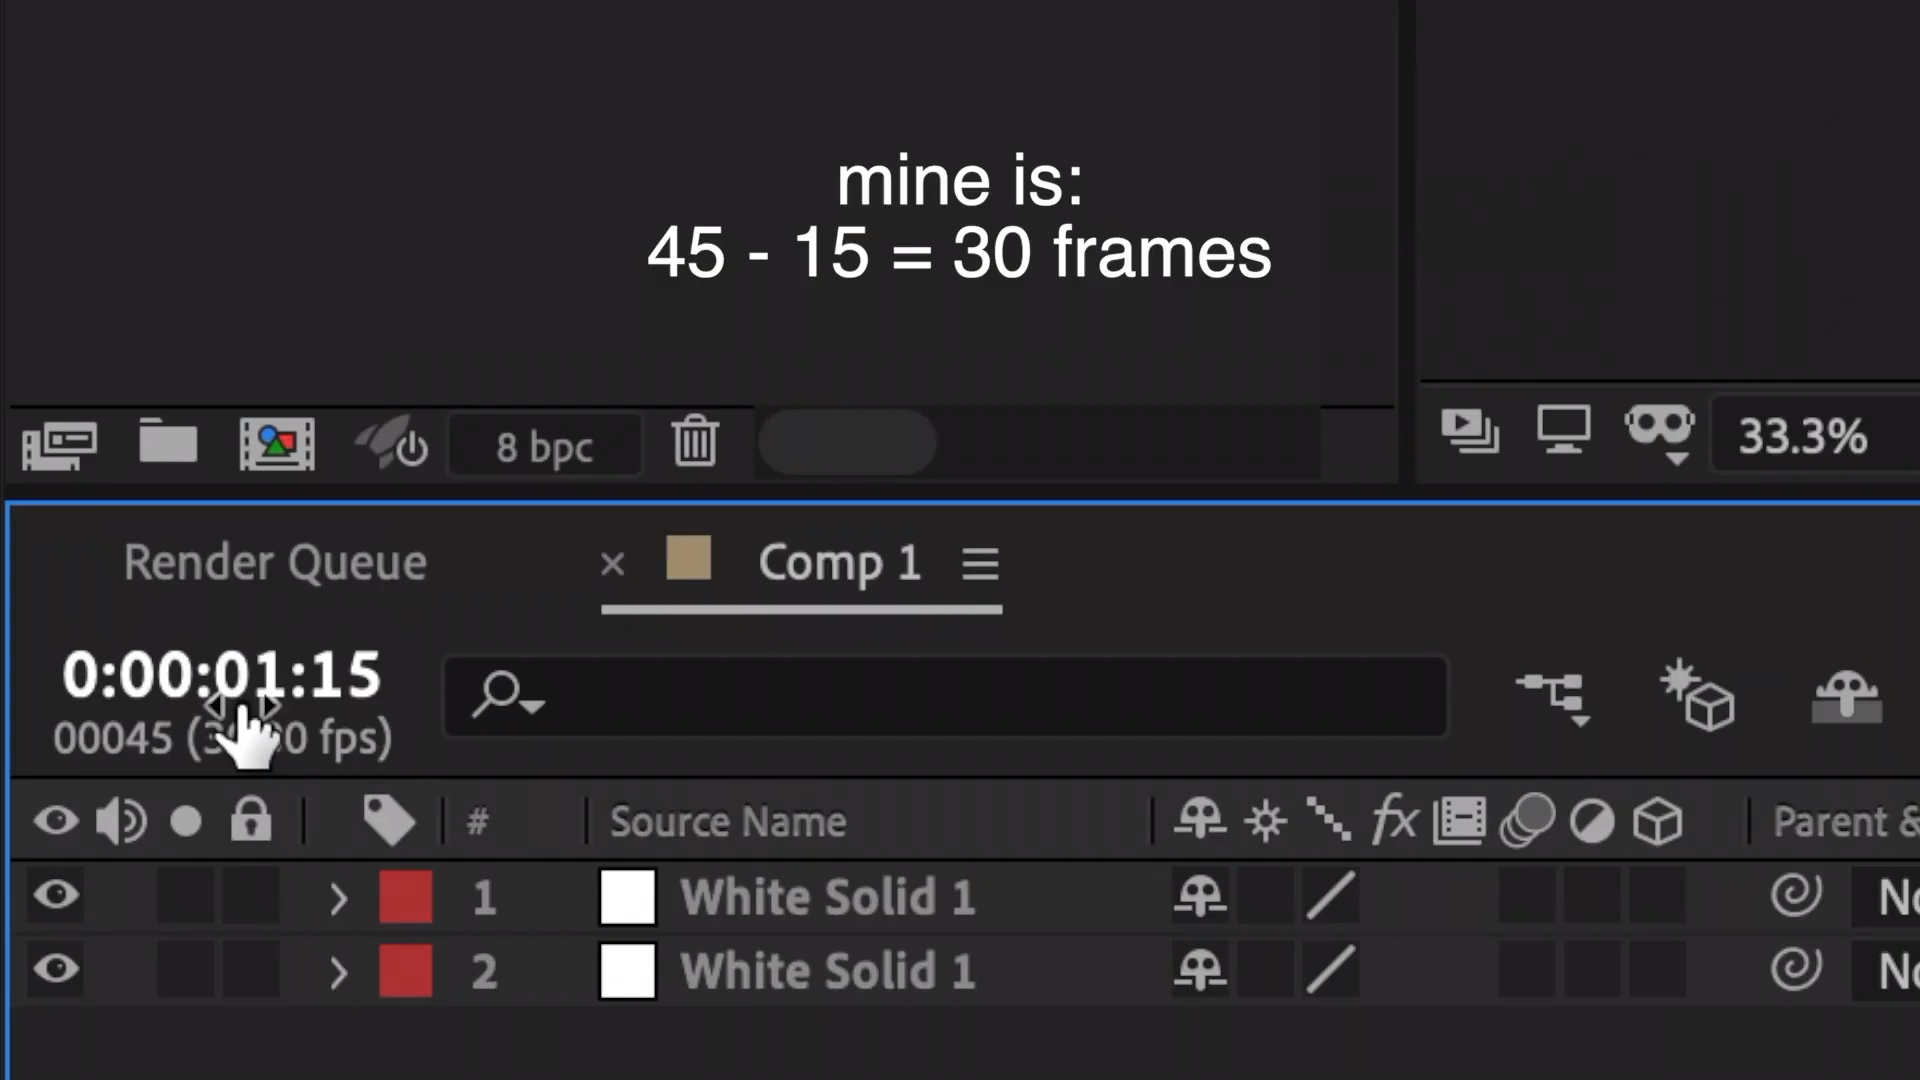 mine is:
45 - 15 = 30 frames
8 bpc
33.3%
Render Queue
Comp 1
0:00:01:15
00045 ( fps)
# Source Name
Parent &
1 White Solid 1
2 White Solid 1